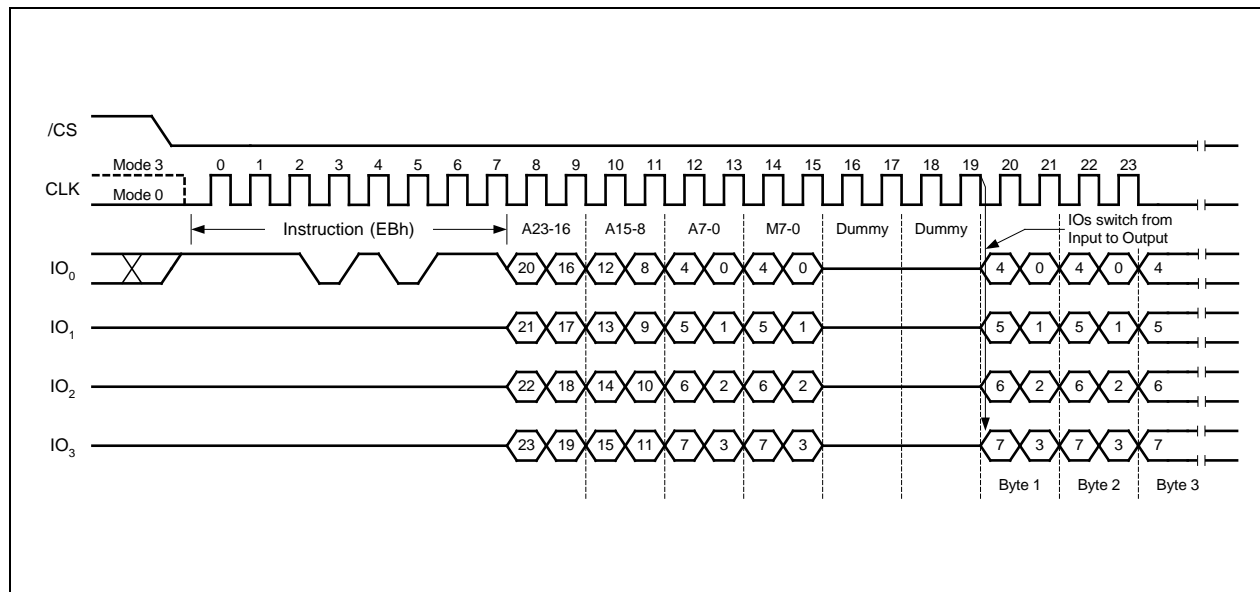 /CS
Mode 3 0 1 2 3 4 5 6 7 8 9 10 11 12 13 14 15 16 17 18 19 20 21 22 23
CLK
Mode 0
Instruction (EBh) A23-16 A15-8 A7-0 M7-0 Dummy Dummy
IOs switch from
Input to Output
IO0 20 16 12 8 4 0 4 0 4 0 4 0 4
IO1 21 17 13 9 5 1 5 1 5 1 5 1 5
IO2 22 18 14 10 6 2 6 2 6 2 6 2 6
IO3 23 19 15 11 7 3 7 3 7 3 7 3 7
Byte 1 Byte 2 Byte 3